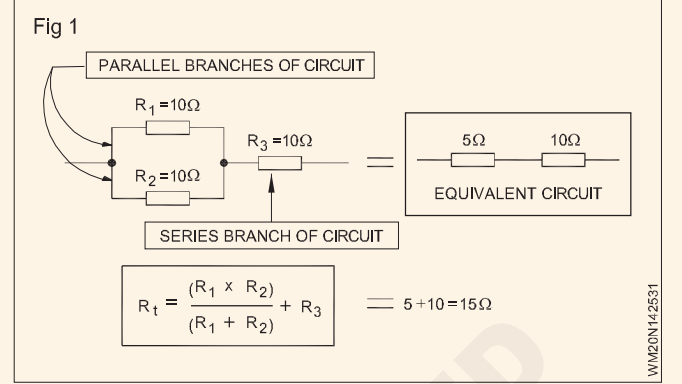 Fig 1
PARALLEL BRANCHES OF CIRCUIT
R1 =10Ω
R2 =10Ω
R3 =10Ω
=
5Ω 10Ω
EQUIVALENT CIRCUIT
SERIES BRANCH OF CIRCUIT
Rt = (R1 x R2) / (R1 + R2) + R3 = 5+10=15Ω
WM20N142531